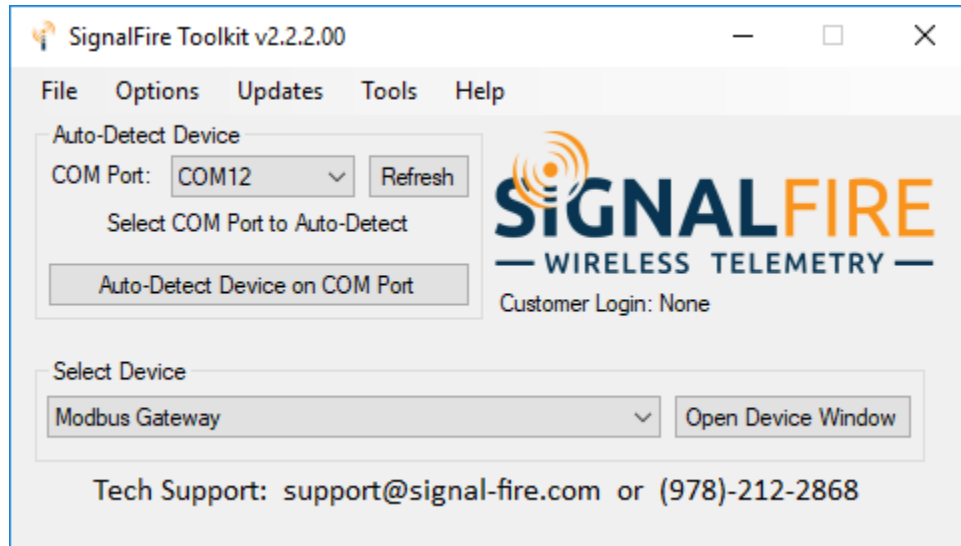 SignalFire Toolkit v2.2.2.00
File Options Updates Tools Help
Auto-Detect Device
COM Port: COM12 Refresh
Select COM Port to Auto-Detect
Auto-Detect Device on COM Port
SIGNALFIRE
WIRELESS TELEMETRY
Customer Login: None
Select Device
Modbus Gateway Open Device Window
Tech Support: support@signal-fire.com or (978)-212-2868